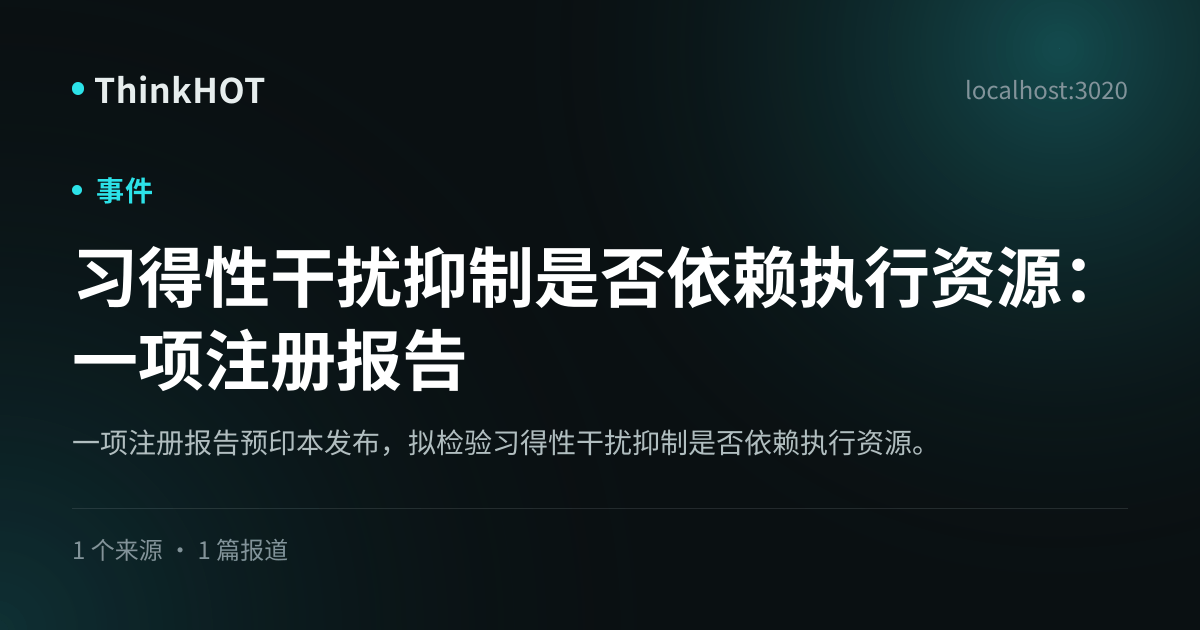 ThinkHOT
localhost:3020
事件
习得性干扰抑制是否依赖执行资源：
一项注册报告
一项注册报告预印本发布，拟检验习得性干扰抑制是否依赖执行资源。
1 个来源 · 1 篇报道